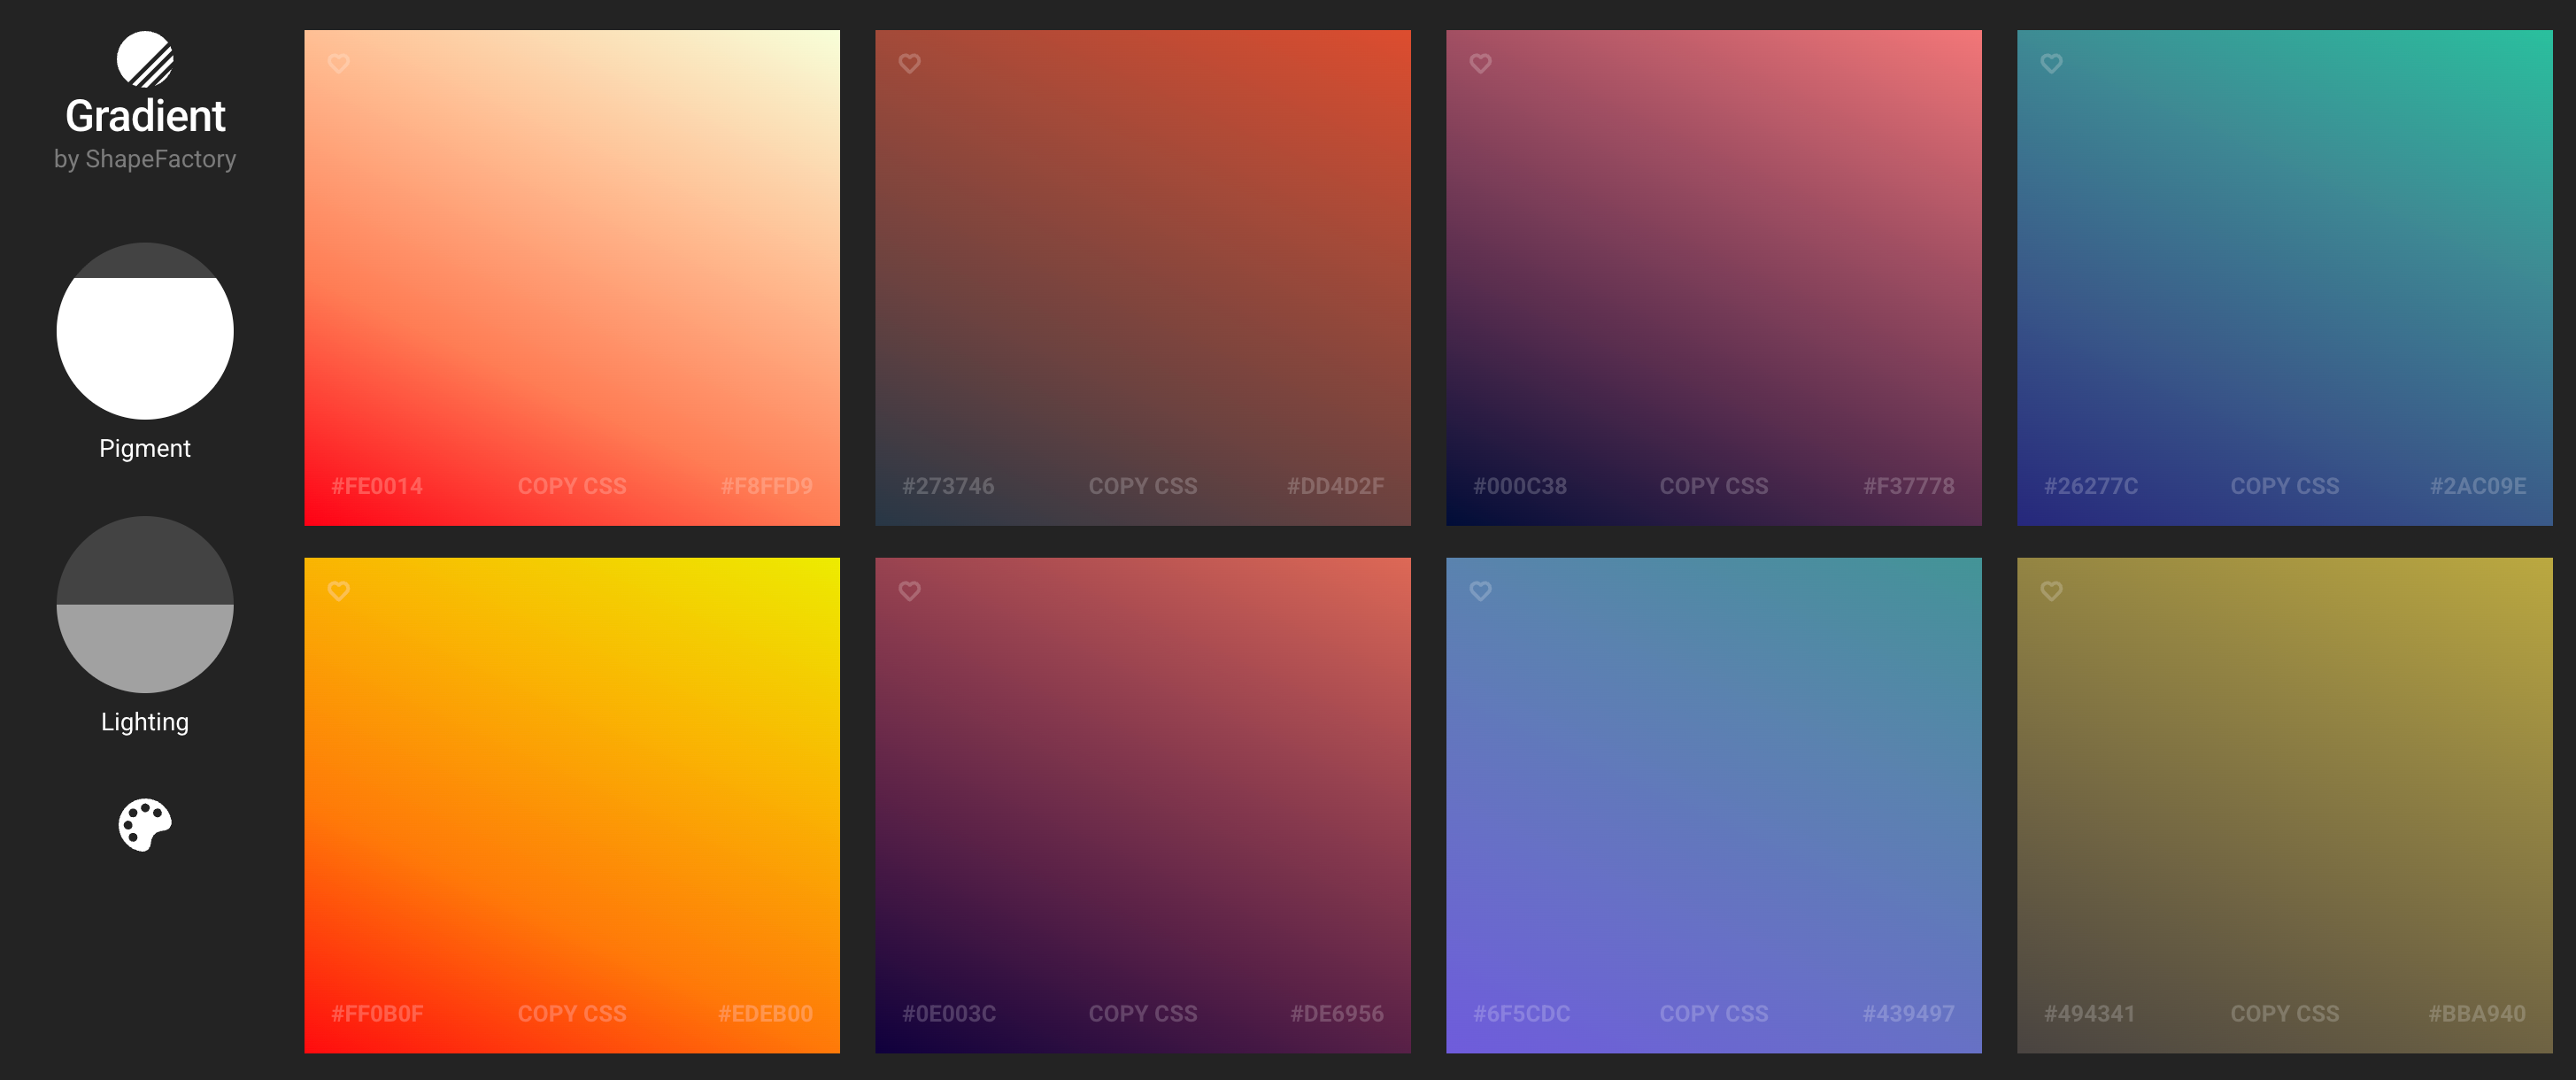 Gradient
by ShapeFactory
Pigment
Lighting
#FE0014 COPY CSS #F8FFD9
#273746 COPY CSS #DD4D2F
#000C38 COPY CSS #F37778
#26277C COPY CSS #2AC09E
#FF0B0F COPY CSS #EDEB00
#0E003C COPY CSS #DE6956
#6F5CDC COPY CSS #439497
#494341 COPY CSS #BBA940